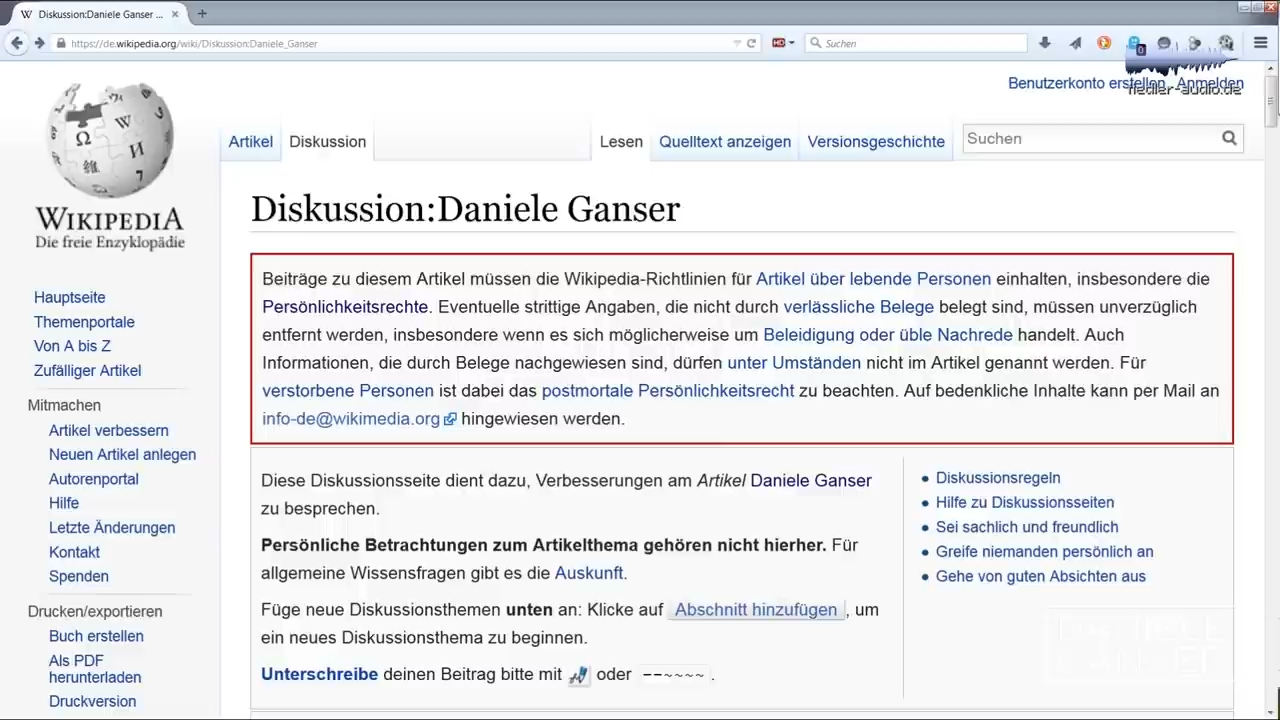 Diskussion:Daniele Ganser ...
https://de.wikipedia.org/wiki/Diskussion:Daniele_Ganser
HD
Suchen
0
fiedler-audio.de
Benutzerkonto erstellen Anmelden
Artikel
Diskussion
Lesen
Quelltext anzeigen
Versionsgeschichte
Suchen
WIKIPEDIA
Die freie Enzyklopädie
Hauptseite
Themenportale
Von A bis Z
Zufälliger Artikel
Mitmachen
Artikel verbessern
Neuen Artikel anlegen
Autorenportal
Hilfe
Letzte Änderungen
Kontakt
Spenden
Drucken/exportieren
Buch erstellen
Als PDF
herunterladen
Druckversion
Diskussion:Daniele Ganser
Beiträge zu diesem Artikel müssen die Wikipedia-Richtlinien für Artikel über lebende Personen einhalten, insbesondere die
Persönlichkeitsrechte. Eventuelle strittige Angaben, die nicht durch verlässliche Belege belegt sind, müssen unverzüglich
entfernt werden, insbesondere wenn es sich möglicherweise um Beleidigung oder üble Nachrede handelt. Auch
Informationen, die durch Belege nachgewiesen sind, dürfen unter Umständen nicht im Artikel genannt werden. Für
verstorbene Personen ist dabei das postmortale Persönlichkeitsrecht zu beachten. Auf bedenkliche Inhalte kann per Mail an
info-de@wikimedia.org hingewiesen werden.
Diese Diskussionsseite dient dazu, Verbesserungen am Artikel Daniele Ganser
zu besprechen.
Persönliche Betrachtungen zum Artikelthema gehören nicht hierher. Für
allgemeine Wissensfragen gibt es die Auskunft.
Füge neue Diskussionsthemen unten an: Klicke auf Abschnitt hinzufügen, um
ein neues Diskussionsthema zu beginnen.
Unterschreibe deinen Beitrag bitte mit oder --~~~~ .
Diskussionsregeln
Hilfe zu Diskussionsseiten
Sei sachlich und freundlich
Greife niemanden persönlich an
Gehe von guten Absichten aus